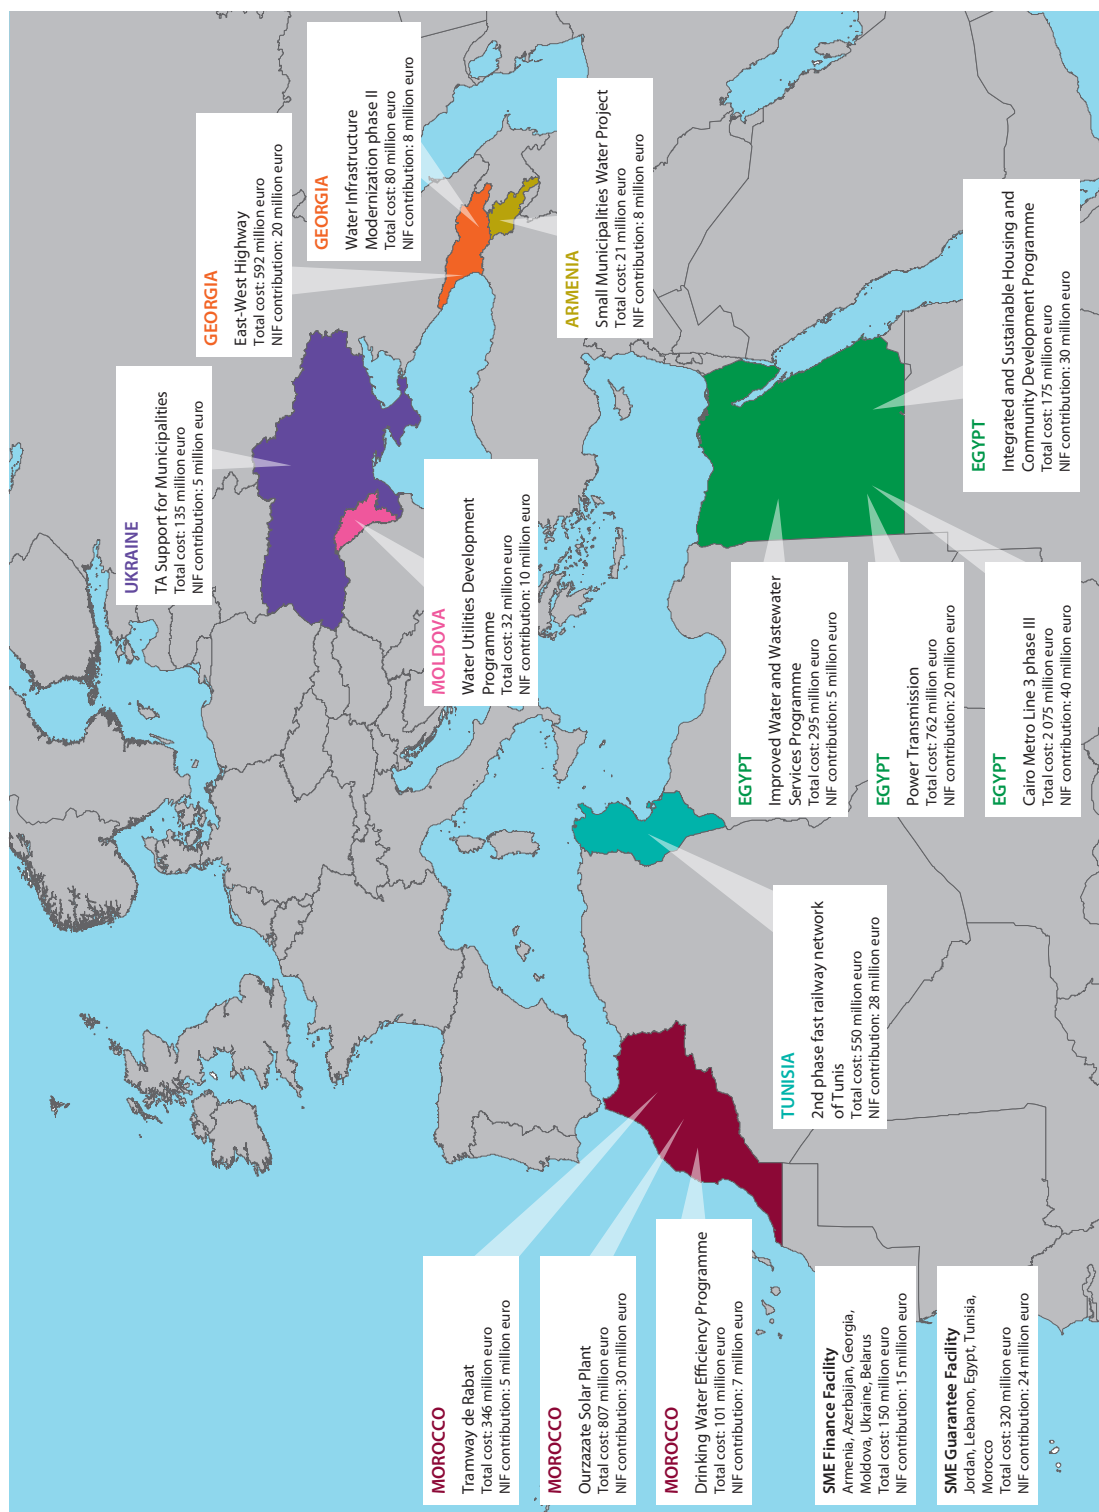 MOROCCO
Tramway de Rabat
Total cost: 346 million euro
NIF contribution: 5 million euro
MOROCCO
Ourzazate Solar Plant
Total cost: 807 million euro
NIF contribution: 30 million euro
MOROCCO
Drinking Water Efficiency Programme
Total cost: 101 million euro
NIF contribution: 7 million euro
SME Finance Facility
Armenia, Azerbaijan, Georgia,
Moldova, Ukraine, Belarus
Total cost: 150 million euro
NIF contribution: 15 million euro
SME Guarantee Facility
Jordan, Lebanon, Egypt, Tunisia,
Morocco
Total cost: 320 million euro
NIF contribution: 24 million euro
TUNISIA
2nd phase fast railway network
of Tunis
Total cost: 550 million euro
NIF contribution: 28 million euro
UKRAINE
TA Support for Municipalities
Total cost: 135 million euro
NIF contribution: 5 million euro
MOLDOVA
Water Utilities Development
Programme
Total cost: 32 million euro
NIF contribution: 10 million euro
EGYPT
Improved Water and Wastewater
Services Programme
Total cost: 295 million euro
NIF contribution: 5 million euro
EGYPT
Power Transmission
Total cost: 762 million euro
NIF contribution: 20 million euro
EGYPT
Cairo Metro Line 3 phase III
Total cost: 2 075 million euro
NIF contribution: 40 million euro
GEORGIA
East-West Highway
Total cost: 592 million euro
NIF contribution: 20 million euro
GEORGIA
Water Infrastructure
Modernization phase II
Total cost: 80 million euro
NIF contribution: 8 million euro
ARMENIA
Small Municipalities Water Project
Total cost: 21 million euro
NIF contribution: 8 million euro
EGYPT
Integrated and Sustainable Housing and
Community Development Programme
Total cost: 175 million euro
NIF contribution: 30 million euro